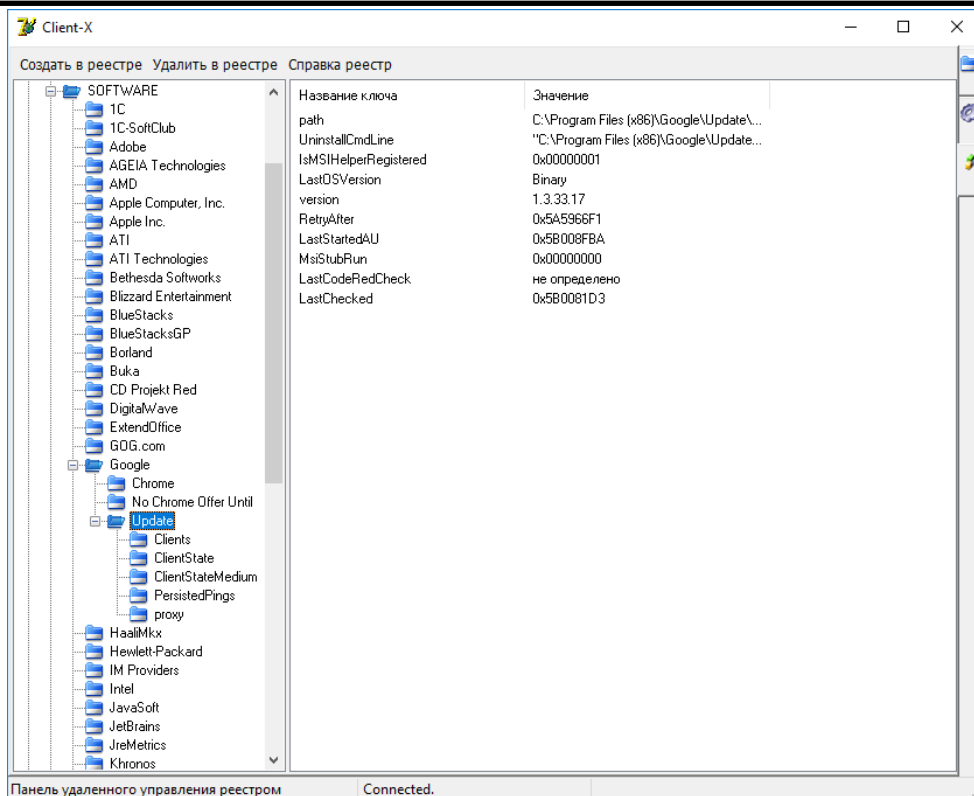 Client-X
Создать в реестре Удалить в реестре Справка реестр
SOFTWARE
1C
1C-SoftClub
Adobe
AGEIA Technologies
AMD
Apple Computer, Inc.
Apple Inc.
ATI
ATI Technologies
Bethesda Softworks
Blizzard Entertainment
BlueStacks
BlueStacksGP
Borland
Buka
CD Projekt Red
DigitalWave
ExtendOffice
GOG.com
Google
Chrome
No Chrome Offer Until
Update
Clients
ClientState
ClientStateMedium
PersistedPings
proxy
HaaliMkx
Hewlett-Packard
IM Providers
Intel
JavaSoft
JetBrains
JreMetrics
Khronos
Название ключа Значение
path C:\Program Files (x86)\Google\Update\...
UninstallCmdLine "C:\Program Files (x86)\Google\Update...
IsMSIHelperRegistered 0x00000001
LastOSVersion Binary
version 1.3.33.17
RetryAfter 0x5A5966F1
LastStartedAU 0x5B008FBA
MsiStubRun 0x00000000
LastCodeRedCheck не определено
LastChecked 0x5B0081D3
Панель удаленного управления реестром Connected.